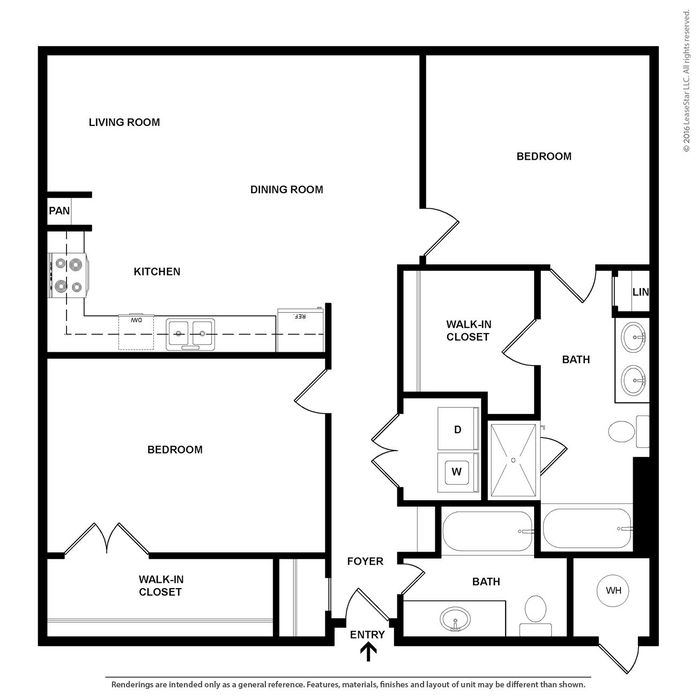 © 2016 LeaseStar LLC. All rights reserved.
LIVING ROOM
BEDROOM
DINING ROOM
PAN
KITCHEN
LIN
DW
REF
WALK-IN
CLOSET
BATH
D
BEDROOM
W
FOYER
WALK-IN
CLOSET
BATH
WH
ENTRY
Renderings are intended only as a general reference. Features, materials, finishes and layout of unit may be different than shown.